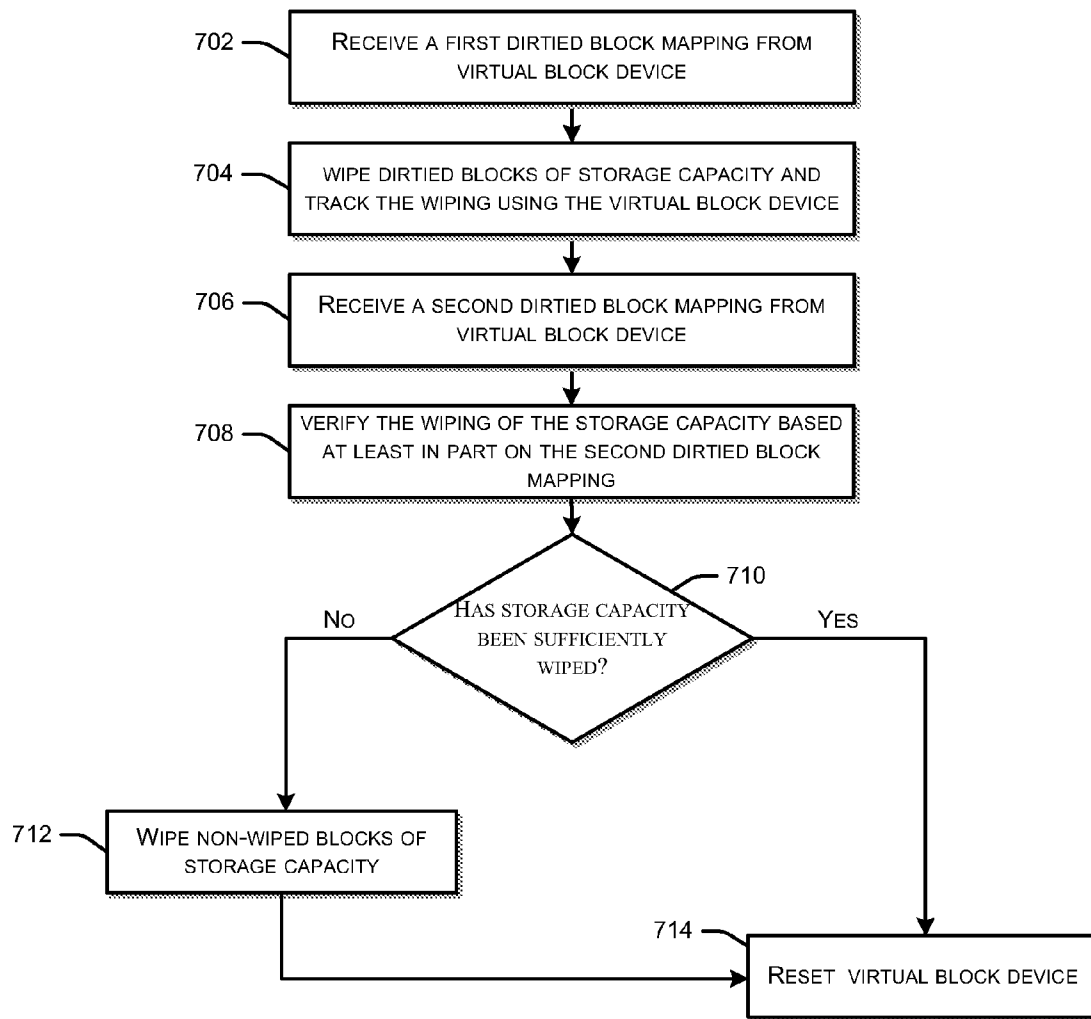 702
RECEIVE A FIRST DIRTIED BLOCK MAPPING FROM
VIRTUAL BLOCK DEVICE
704
WIPE DIRTIED BLOCKS OF STORAGE CAPACITY AND
TRACK THE WIPING USING THE VIRTUAL BLOCK DEVICE
706
RECEIVE A SECOND DIRTIED BLOCK MAPPING FROM
VIRTUAL BLOCK DEVICE
708
VERIFY THE WIPING OF THE STORAGE CAPACITY BASED
AT LEAST IN PART ON THE SECOND DIRTIED BLOCK
MAPPING
710
HAS STORAGE CAPACITY
BEEN SUFFICIENTLY
WIPED?
NO
YES
712
WIPE NON-WIPED BLOCKS OF
STORAGE CAPACITY
714
RESET VIRTUAL BLOCK DEVICE